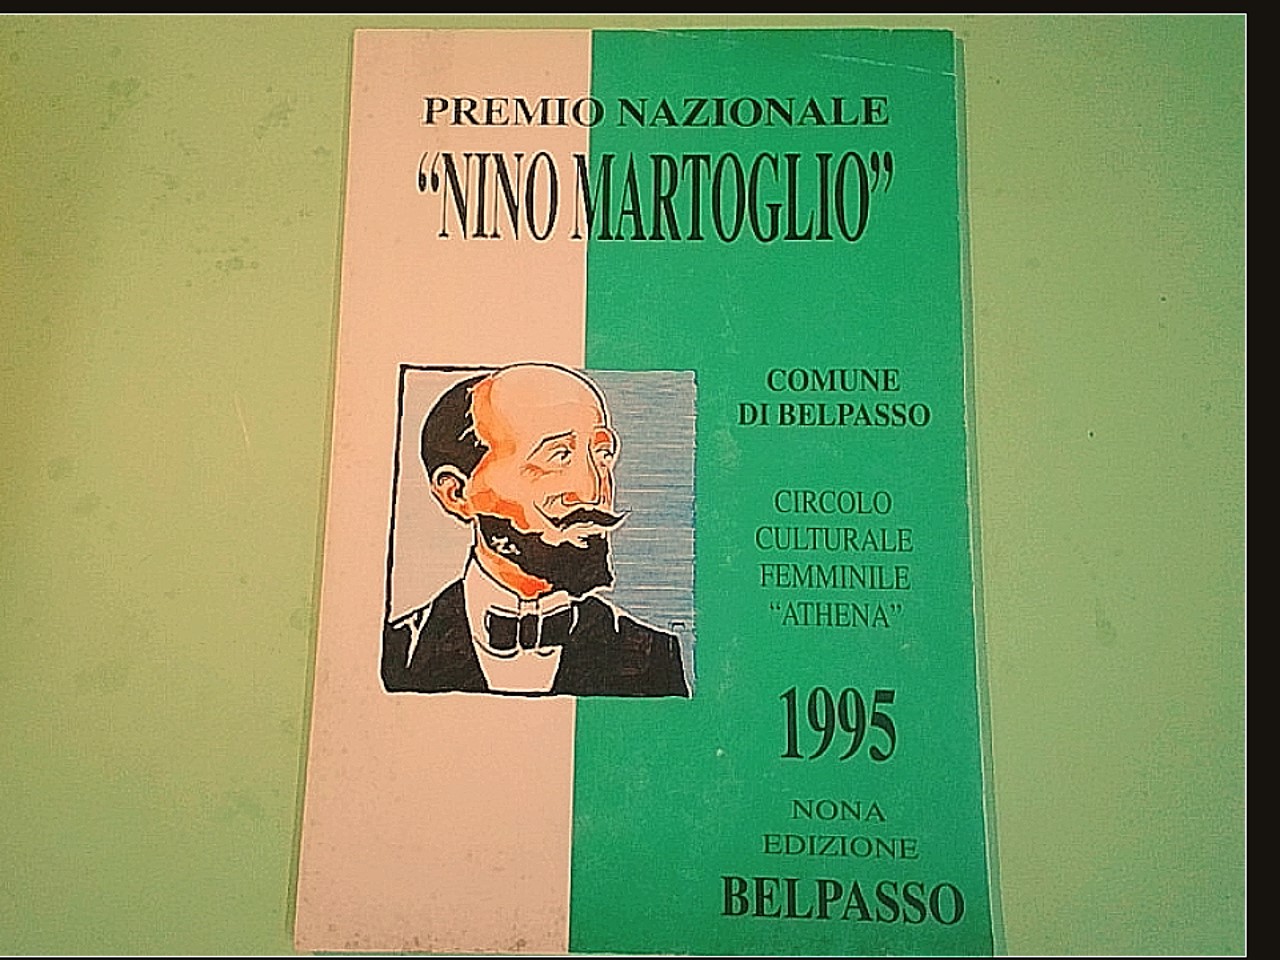 PREMIO NAZIONALE
“NINO MARTOGLIO”
COMUNE
DI BELPASSO
CIRCOLO
CULTURALE
FEMMINILE
“ATHENA”
1995
NONA
EDIZIONE
BELPASSO